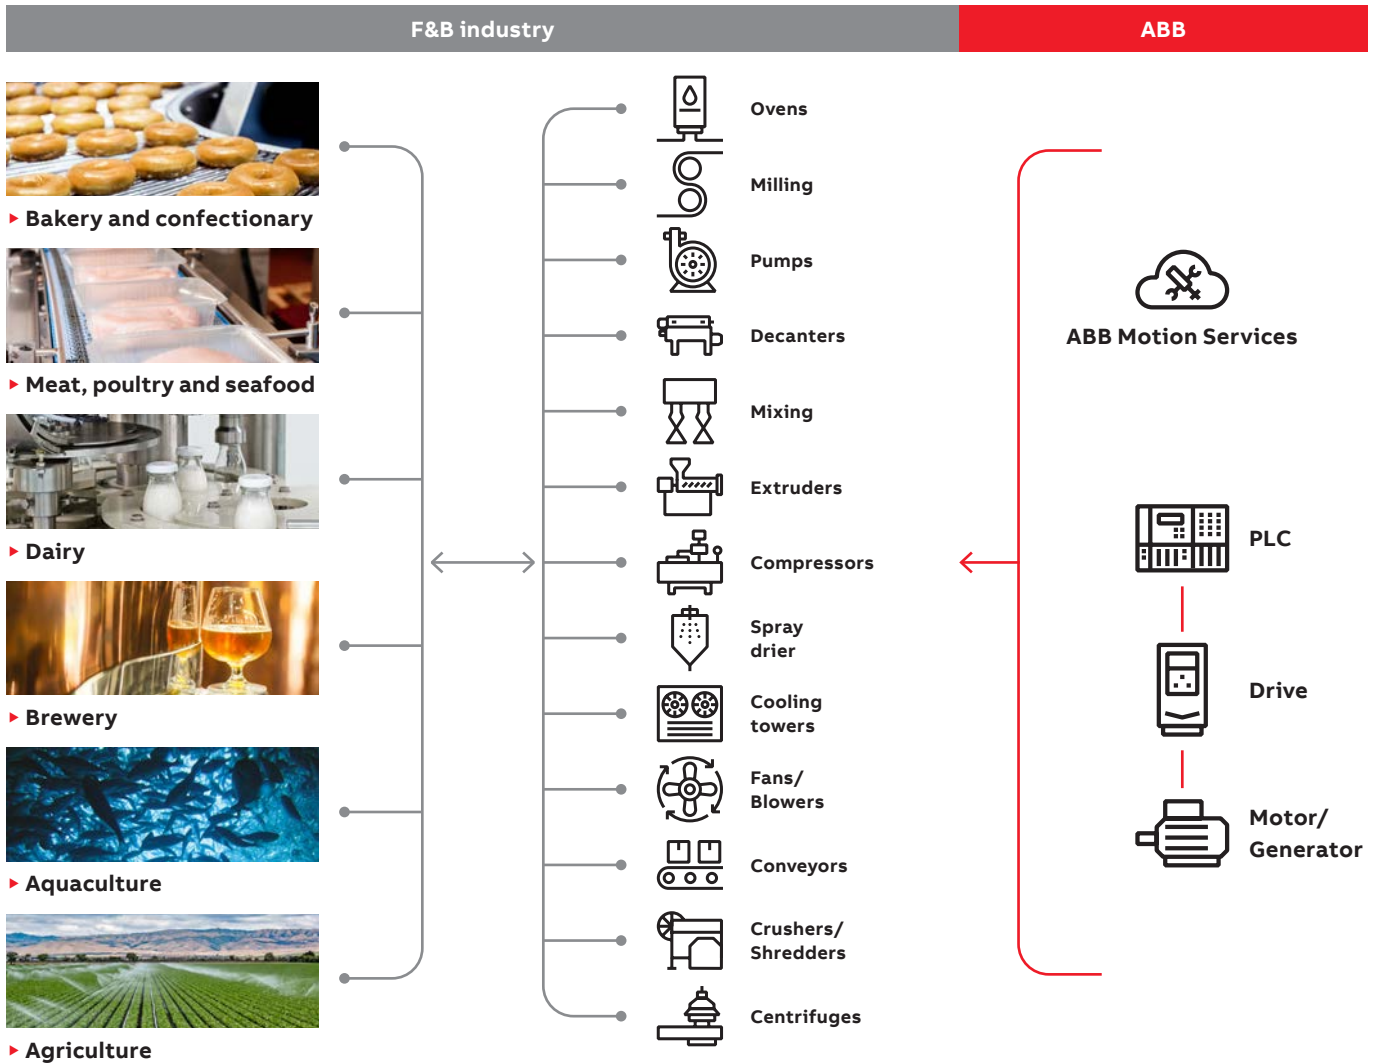 F&B industry
ABB
Bakery and confectionary
Meat, poultry and seafood
Dairy
Brewery
Aquaculture
Agriculture
Ovens
Milling
Pumps
Decanters
Mixing
Extruders
Compressors
Spray
drier
Cooling
towers
Fans/
Blowers
Conveyors
Crushers/
Shredders
Centrifuges
ABB Motion Services
PLC
Drive
Motor/
Generator